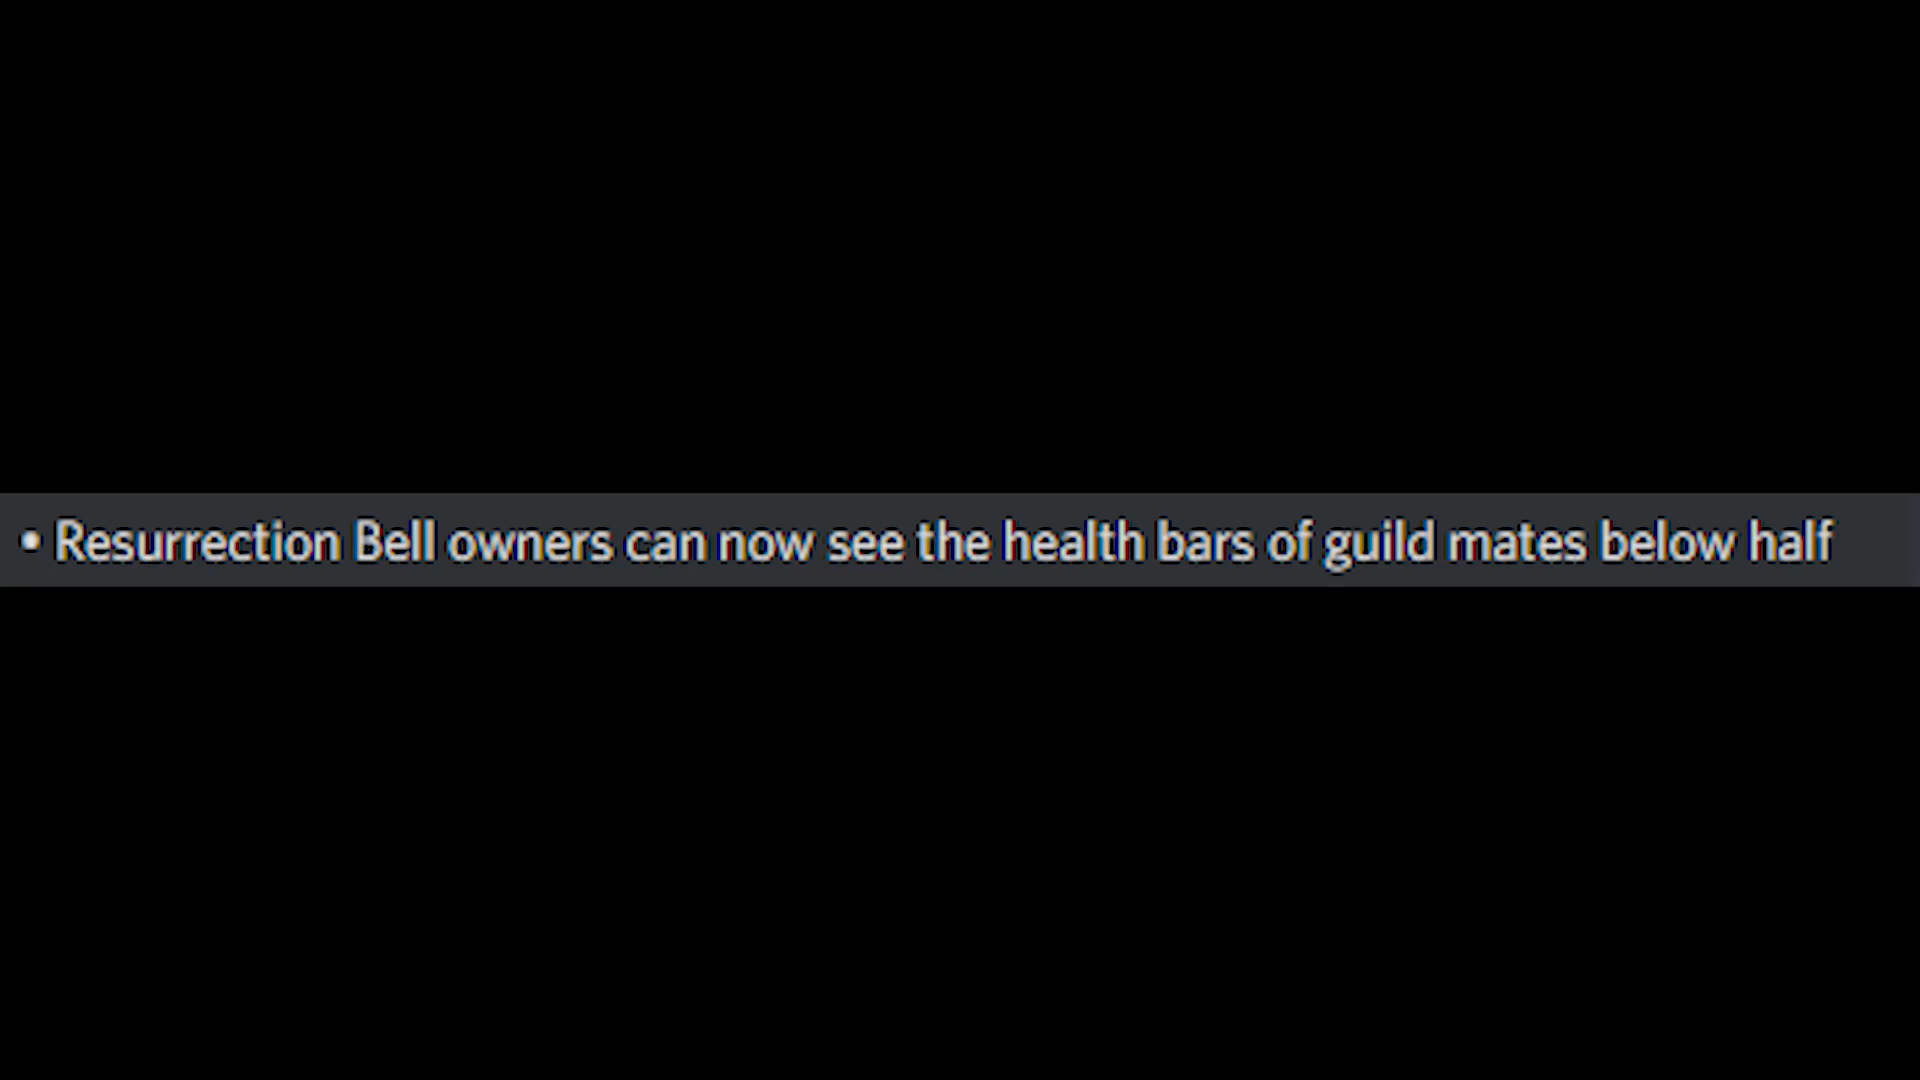 • Resurrection Bell owners can now see the health bars of guild mates below half